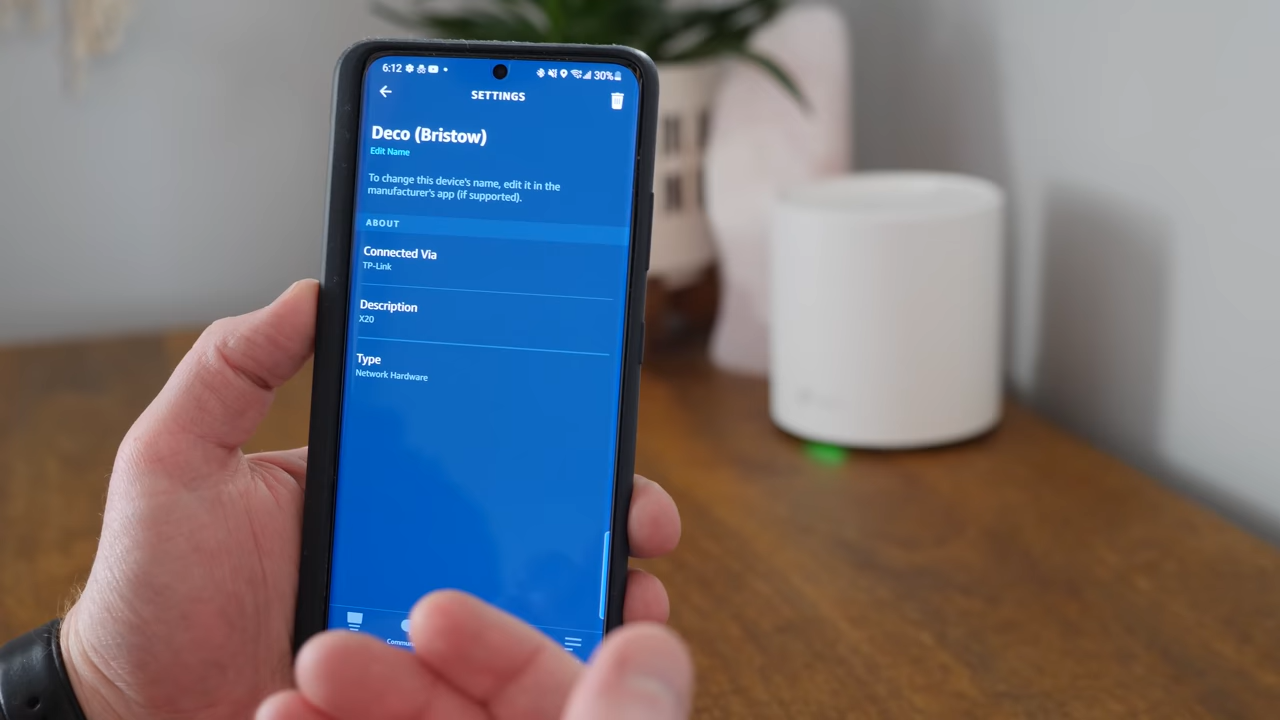 6:12
30%
SETTINGS
Deco (Bristow)
Edit Name
To change this device's name, edit it in the
manufacturer's app (if supported).
ABOUT
Connected Via
TP-Link
Description
X20
Type
Network Hardware